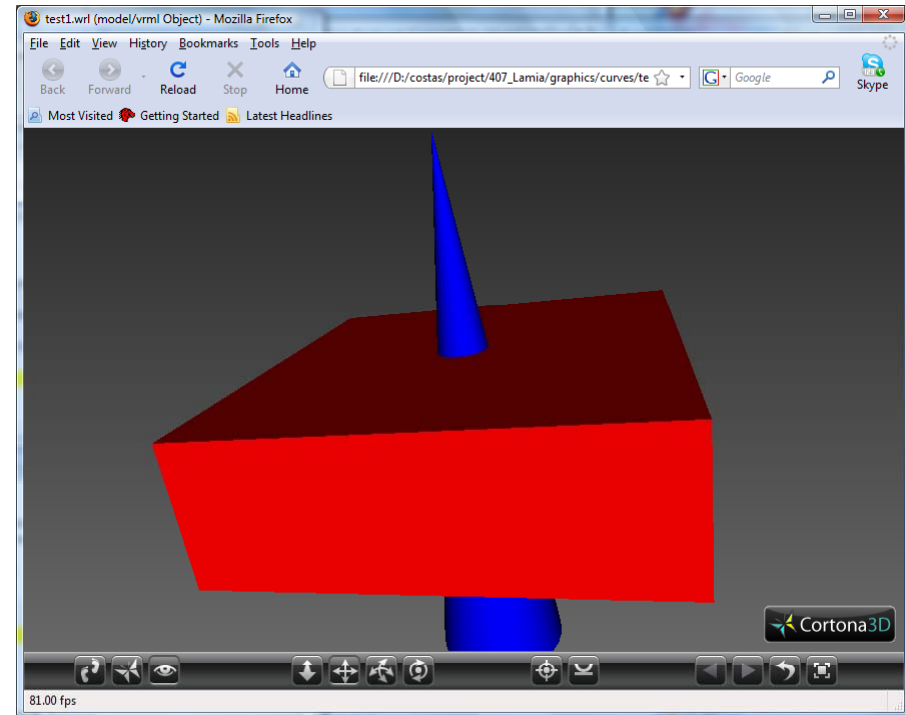 test1.wrl (model/vrml Object) - Mozilla Firefox
File Edit View History Bookmarks Tools Help
Back Forward Reload Stop Home file:///D:/costas/project/407_Lamia/graphics/curves/te G Google Skype
Most Visited Getting Started Latest Headlines
Cortona3D
81.00 fps